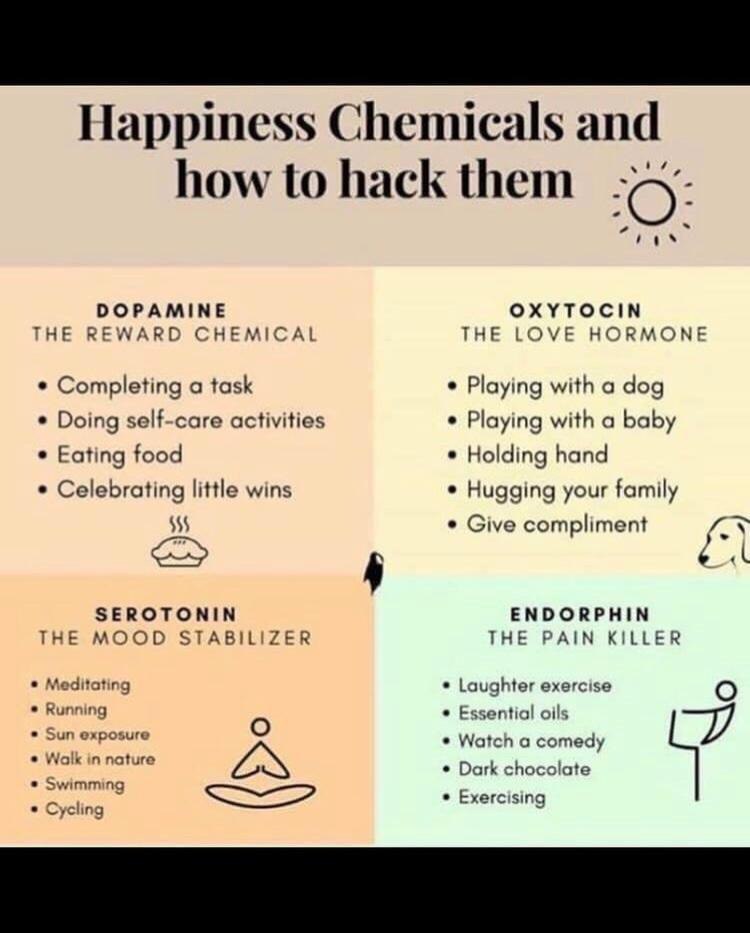 Happiness Chemicals and
how to hack them
DOPAMINE
THE REWARD CHEMICAL
• Completing a task
• Doing self-care activities
• Eating food
• Celebrating little wins
OXYTOCIN
THE LOVE HORMONE
• Playing with a dog
• Playing with a baby
• Holding hand
• Hugging your family
• Give compliment
SEROTONIN
THE MOOD STABILIZER
• Meditating
• Running
• Sun exposure
• Walk in nature
• Swimming
• Cycling
ENDORPHIN
THE PAIN KILLER
• Laughter exercise
• Essential oils
• Watch a comedy
• Dark chocolate
• Exercising